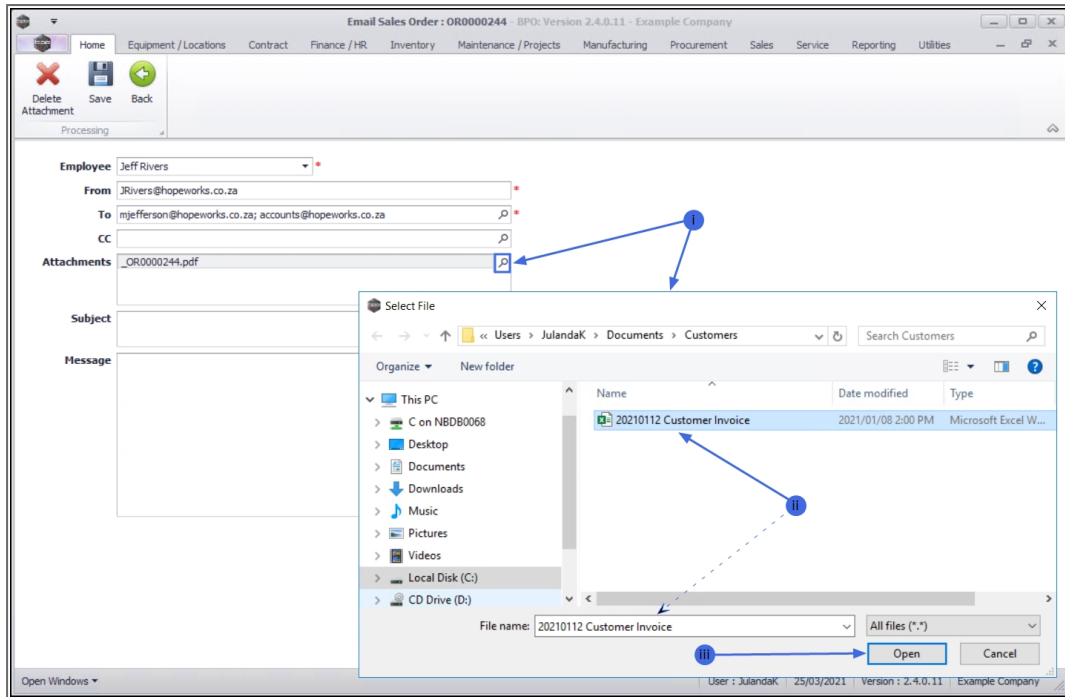 Email Sales Order : OR0000244 - BPO: Version 2.4.0.11 - Example Company
Home Equipment / Locations Contract Finance / HR Inventory Maintenance / Projects Manufacturing Procurement Sales Service Reporting Utilities
Delete Attachment
Save
Back
Processing
Employee Jeff Rivers *
From JRivers@hopeworks.co.za *
To mjefferson@hopeworks.co.za; accounts@hopeworks.co.za *
CC
Attachments _OR0000244.pdf
Subject
Message
i
Select File
« Users > JulandaK > Documents > Customers
Search Customers
Organize New folder
Name Date modified Type
This PC
20210112 Customer Invoice 2021/01/08 2:00 PM Microsoft Excel W...
C on NBDB0068
Desktop
Documents
Downloads
Music
Pictures
Videos
Local Disk (C:)
CD Drive (D:)
ii
File name: 20210112 Customer Invoice All files (*.*)
iii
Open Cancel
Open Windows User : JulandaK 25/03/2021 Version : 2.4.0.11 Example Company